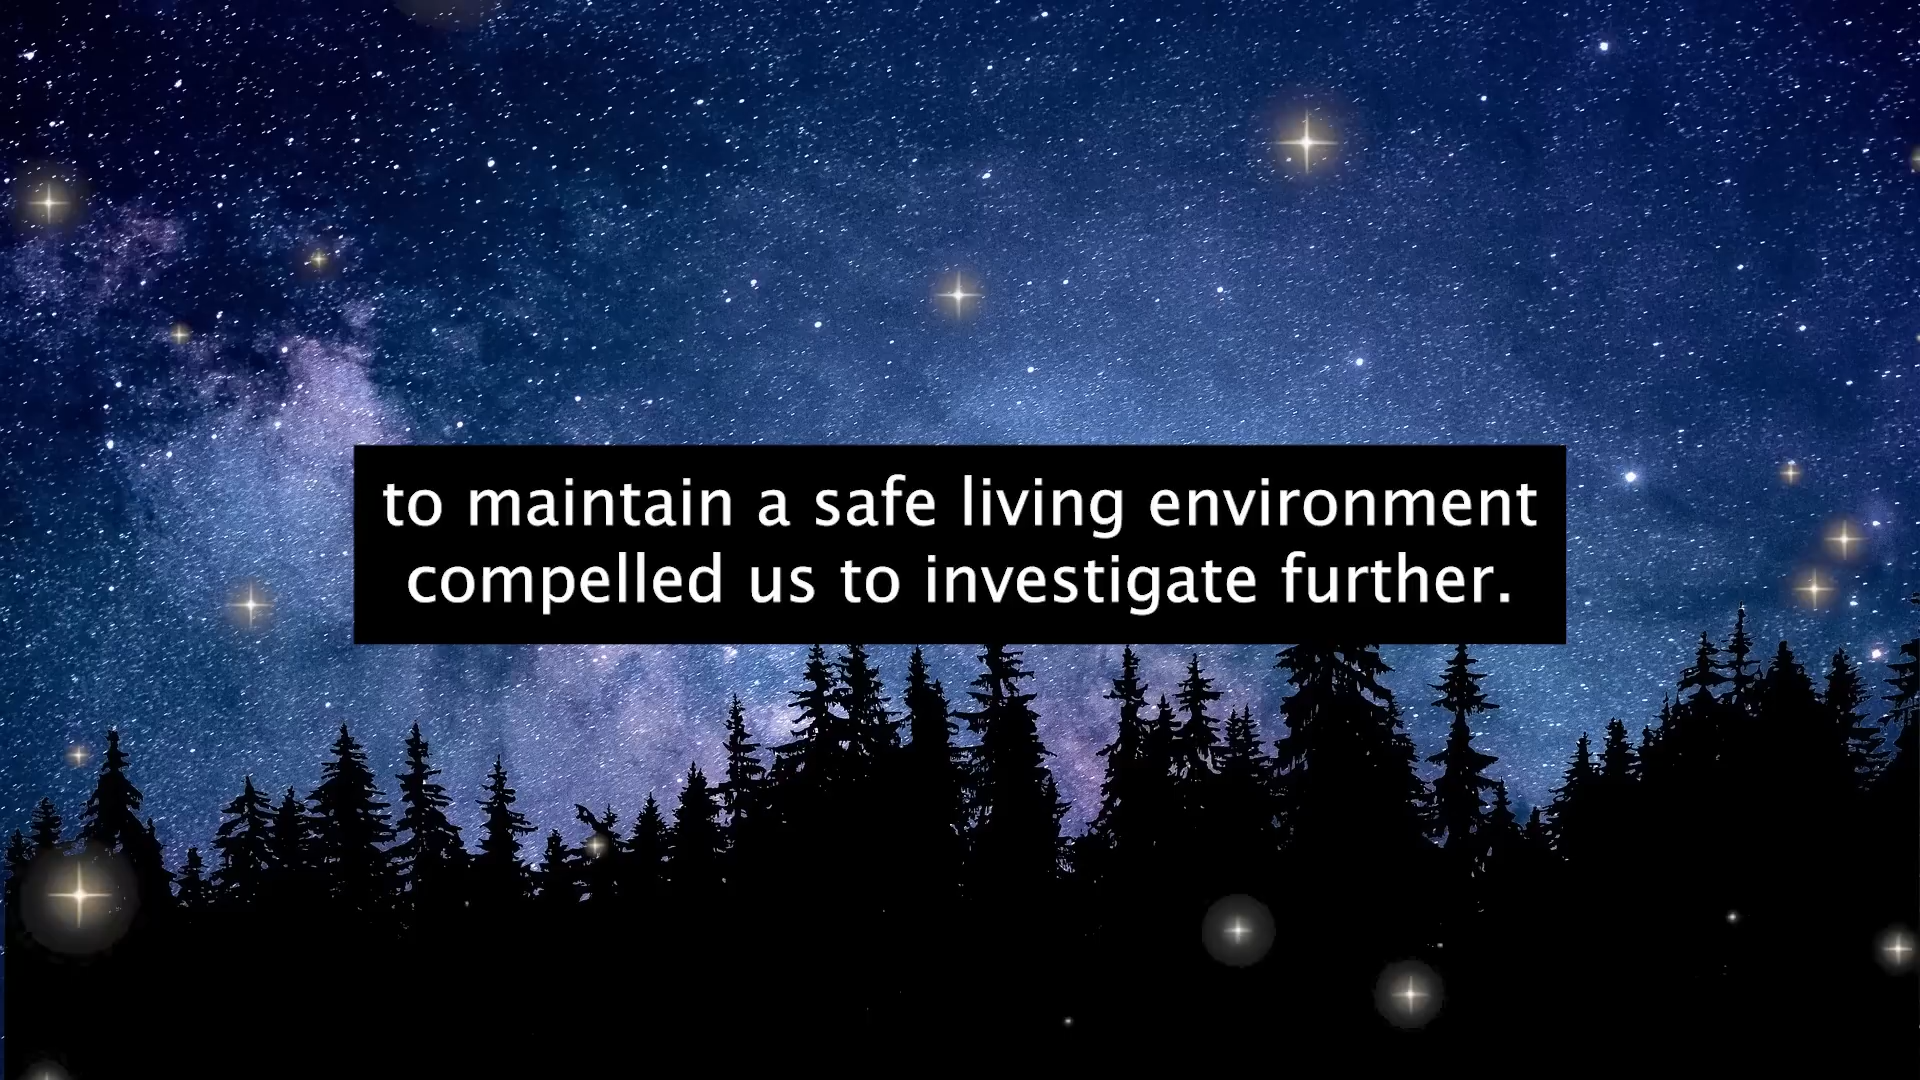 to maintain a safe living environment
compelled us to investigate further.